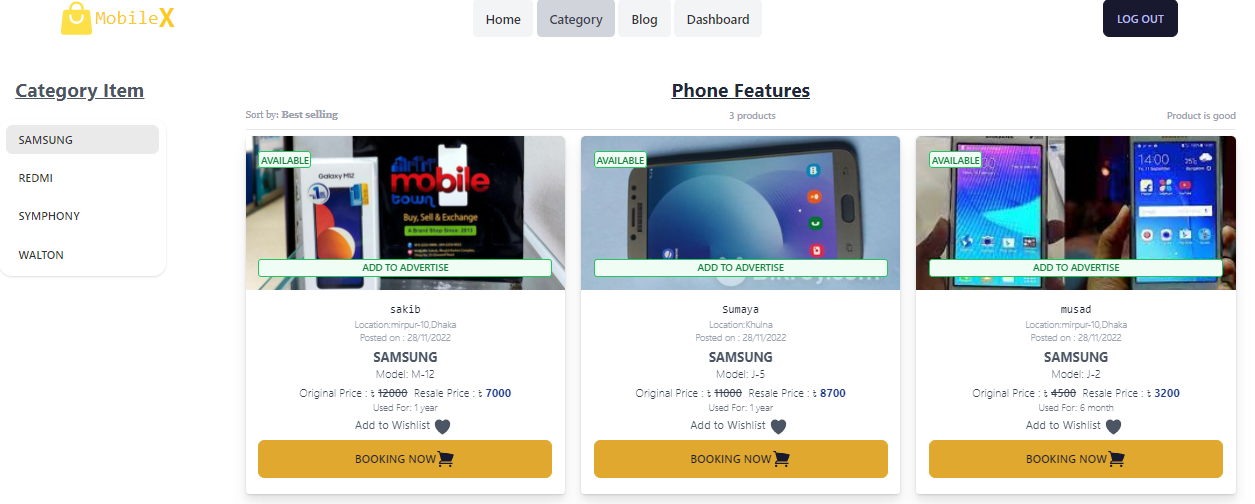 MobileX
Home
Category
Blog
Dashboard
LOG OUT
Category Item
SAMSUNG
REDMI
SYMPHONY
WALTON
Phone Features
Sort by: Best selling
3 products
Product is good
AVAILABLE
Galaxy M12
mobile
town
Buy, Sell & Exchange
A Brand Shop Since: 2013
ADD TO ADVERTISE
sakib
Location:mirpur-10,Dhaka
Posted on : 28/11/2022
SAMSUNG
Model: M-12
Original Price : ৳ 12000 Resale Price : ৳ 7000
Used For: 1 year
Add to Wishlist
BOOKING NOW
AVAILABLE
ADD TO ADVERTISE
Sumaya
Location:Khulna
Posted on : 28/11/2022
SAMSUNG
Model: J-5
Original Price : ৳ 11000 Resale Price : ৳ 8700
Used For: 1 year
Add to Wishlist
BOOKING NOW
AVAILABLE
SAMSUNG
14:00
25°c
ADD TO ADVERTISE
musad
Location:mirpur-10,Dhaka
Posted on : 28/11/2022
SAMSUNG
Model: J-2
Original Price : ৳ 4500 Resale Price : ৳ 3200
Used For: 6 month
Add to Wishlist
BOOKING NOW